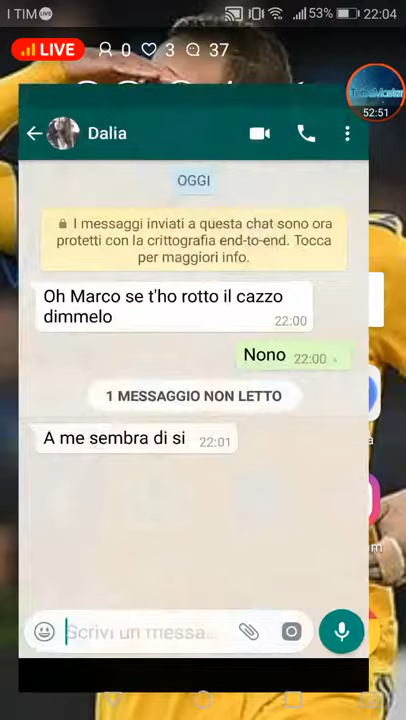 I TIM LIVE 53% 22:04
LIVE 0 3 37
52:51
Dalia
OGGI
I messaggi inviati a questa chat sono ora
protetti con la crittografia end-to-end. Tocca
per maggiori info.
Oh Marco se t'ho rotto il cazzo
dimmelo
22:00
Nono 22:00
1 MESSAGGIO NON LETTO
A me sembra di si 22:01
Scrivi un messa...